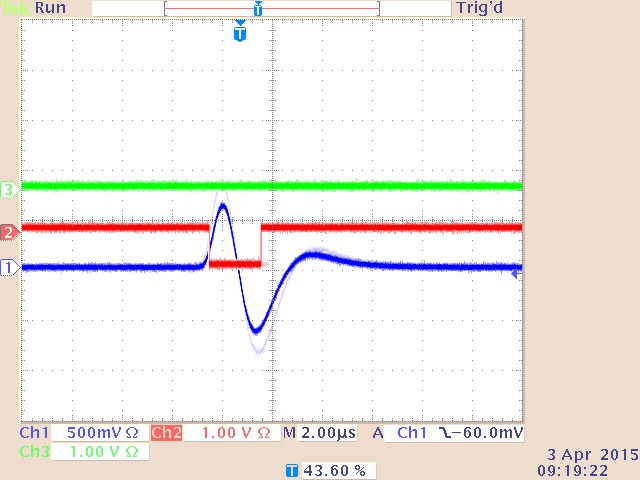 Tek Run Trig'd
T
T
3
2
1
Ch1 500mV Ω Ch2 1.00 V Ω M 2.00µs A Ch1 -60.0mV
Ch3 1.00 V Ω
T 43.60 %
3 Apr 2015
09:19:22